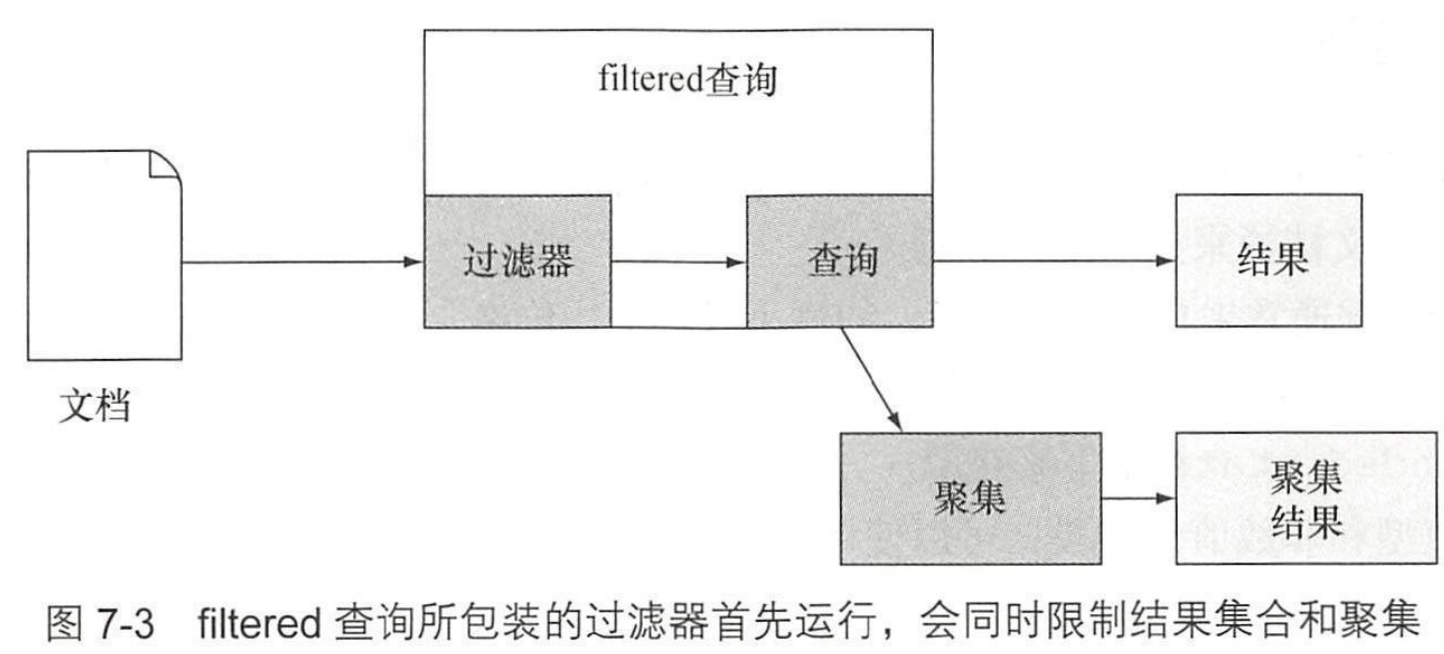 filtered查询
过滤器
查询
结果
文档
聚集
聚集
结果
图 7-3 filtered 查询所包装的过滤器首先运行，会同时限制结果集合和聚集